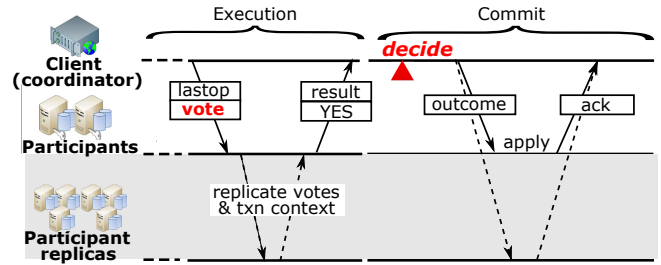 Execution
Commit
Client
(coordinator)
decide
lastop
vote
result
YES
outcome
ack
Participants
apply
replicate votes
& txn context
Participant
replicas